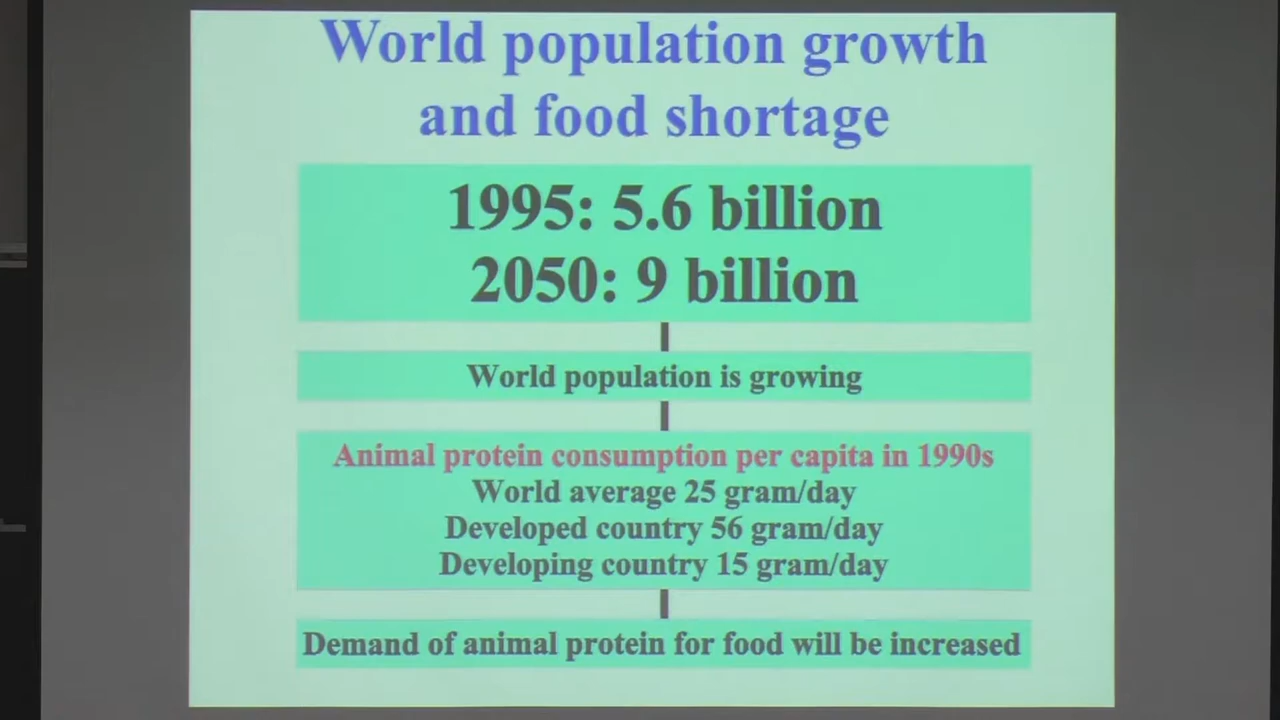 World population growth
and food shortage
1995: 5.6 billion
2050: 9 billion
World population is growing
Animal protein consumption per capita in 1990s
World average 25 gram/day
Developed country 56 gram/day
Developing country 15 gram/day
Demand of animal protein for food will be increased